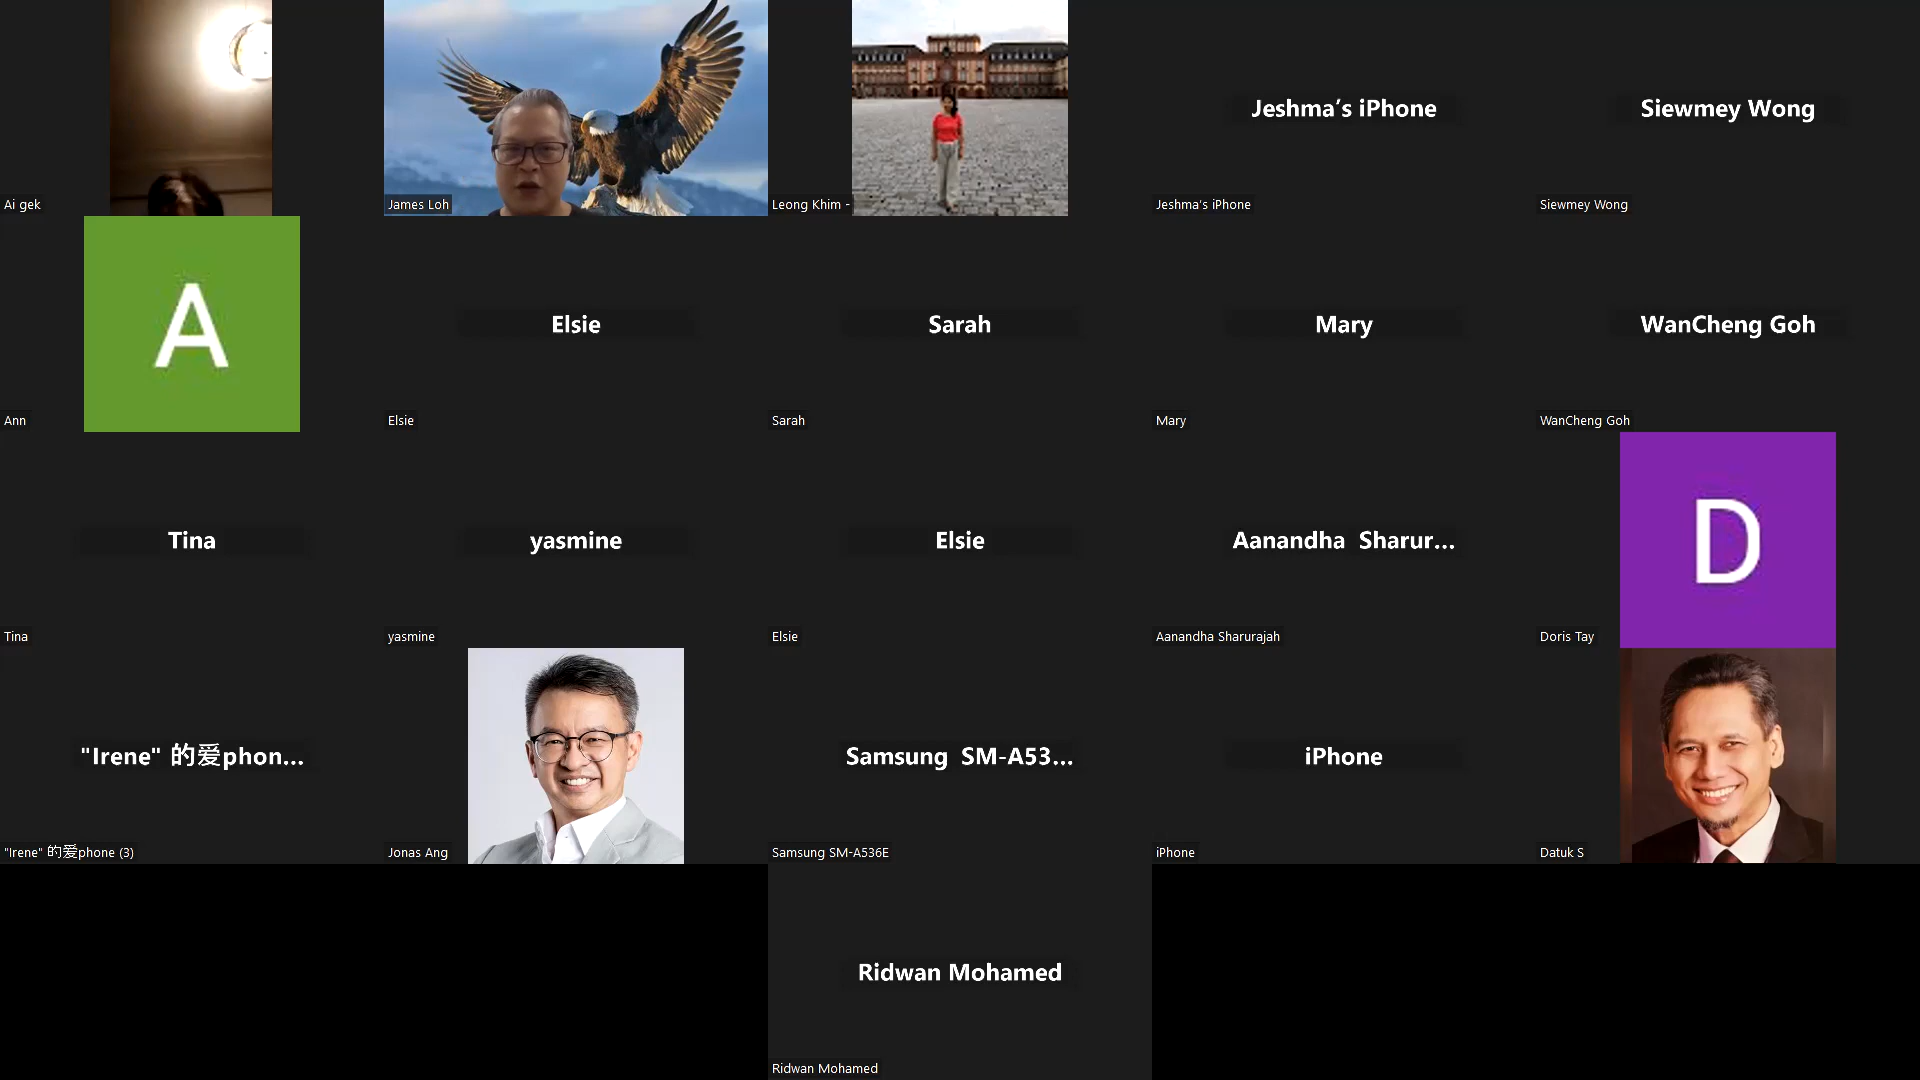 Jeshma’s iPhone
Siewmey Wong
Ai gek
James Loh
Leong Khim -
Jeshma’s iPhone
Siewmey Wong
A
Elsie
Sarah
Mary
WanCheng Goh
Ann
Elsie
Sarah
Mary
WanCheng Goh
Tina
yasmine
Elsie
Aanandha Sharur...
D
Tina
yasmine
Elsie
Aanandha Sharurajah
Doris Tay
"Irene" 的爱phon...
Samsung SM-A53...
iPhone
"Irene" 的爱phone (3)
Jonas Ang
Samsung SM-A536E
iPhone
Datuk S
Ridwan Mohamed
Ridwan Mohamed